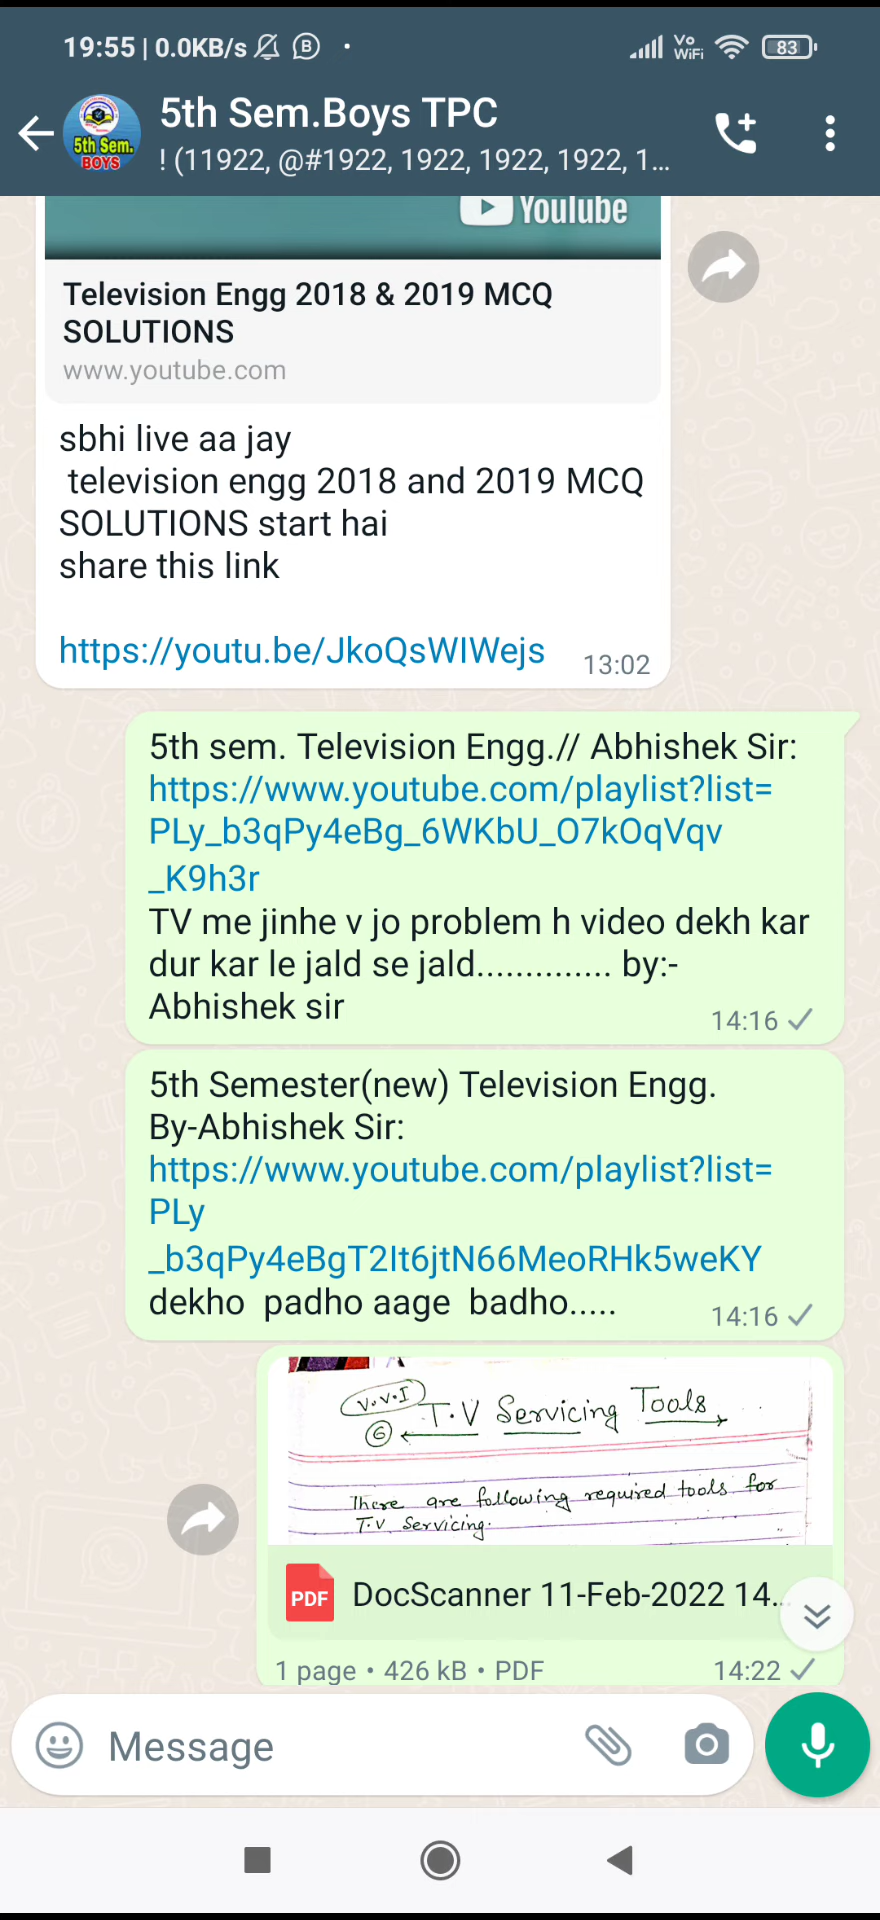 19:55 | 0.0KB/s
Vo
WiFi
83
5th Sem.
BOYS
5th Sem.Boys TPC
! (11922, @#1922, 1922, 1922, 1922, 1...
YouTube
Television Engg 2018 & 2019 MCQ
SOLUTIONS
www.youtube.com
sbhi live aa jay
television engg 2018 and 2019 MCQ
SOLUTIONS start hai
share this link
https://youtu.be/JkoQsWIWejs
13:02
5th sem. Television Engg.// Abhishek Sir:
https://www.youtube.com/playlist?list=
PLy_b3qPy4eBg_6WKbU_O7kOqVqv
_K9h3r
TV me jinhe v jo problem h video dekh kar
dur kar le jald se jald.............. by:-
Abhishek sir
14:16
5th Semester(new) Television Engg.
By-Abhishek Sir:
https://www.youtube.com/playlist?list=
PLy
_b3qPy4eBgT2It6jtN66MeoRHk5weKY
dekho  padho aage  badho.....
14:16
V.V.I
6
T.V Servicing Tools
There are following required tools for
T.V Servicing.
PDF
DocScanner 11-Feb-2022 14...
1 page • 426 kB • PDF
14:22
Message